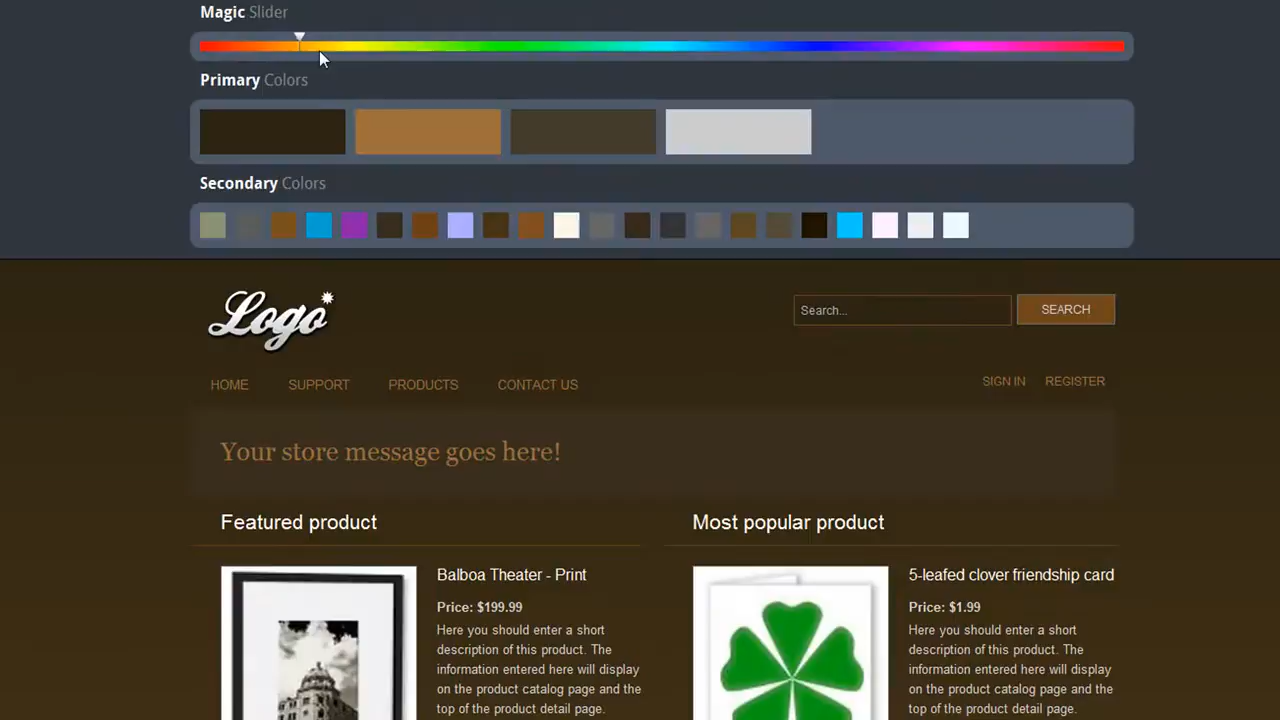 Magic Slider
Primary Colors
Secondary Colors
Logo
Search...
SEARCH
HOME SUPPORT PRODUCTS CONTACT US
SIGN IN REGISTER
Your store message goes here!
Featured product
Balboa Theater - Print
Price: $199.99
Here you should enter a short
description of this product. The
information entered here will display
on the product catalog page and the
top of the product detail page.
Most popular product
5-leafed clover friendship card
Price: $1.99
Here you should enter a short
description of this product. The
information entered here will display
on the product catalog page and the
top of the product detail page.